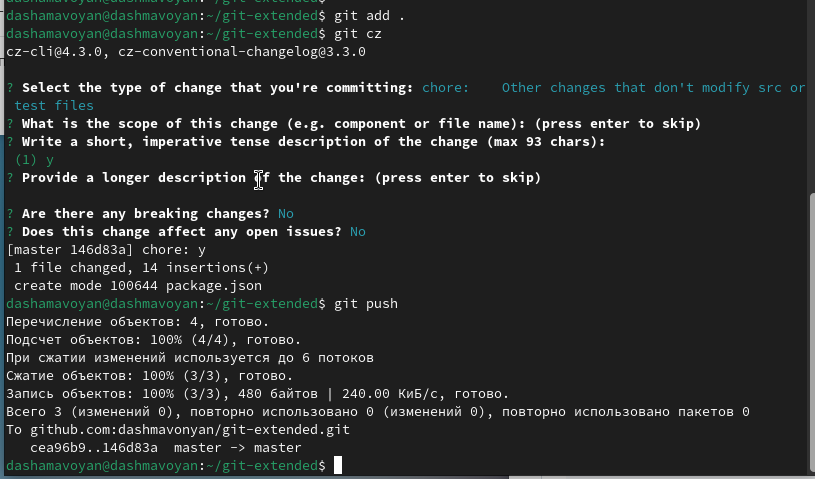 dashamavoyan@dashmavoyan:~/git-extended$ git add .
dashamavoyan@dashmavoyan:~/git-extended$ git cz
cz-cli@4.3.0, cz-conventional-changelog@3.3.0
? Select the type of change that you're committing: chore:    Other changes that don't modify src or
test files
? What is the scope of this change (e.g. component or file name): (press enter to skip)
? Write a short, imperative tense description of the change (max 93 chars):
(1) y
? Provide a longer description of the change: (press enter to skip)
? Are there any breaking changes? No
? Does this change affect any open issues? No
[master 146d83a] chore: y
1 file changed, 14 insertions(+)
create mode 100644 package.json
dashamavoyan@dashmavoyan:~/git-extended$ git push
Перечисление объектов: 4, готово.
Подсчет объектов: 100% (4/4), готово.
При сжатии изменений используется до 6 потоков
Сжатие объектов: 100% (3/3), готово.
Запись объектов: 100% (3/3), 480 байтов | 240.00 КиБ/с, готово.
Всего 3 (изменений 0), повторно использовано 0 (изменений 0), повторно использовано пакетов 0
To github.com:dashmavonyan/git-extended.git
cea96b9..146d83a  master -> master
dashamavoyan@dashmavoyan:~/git-extended$